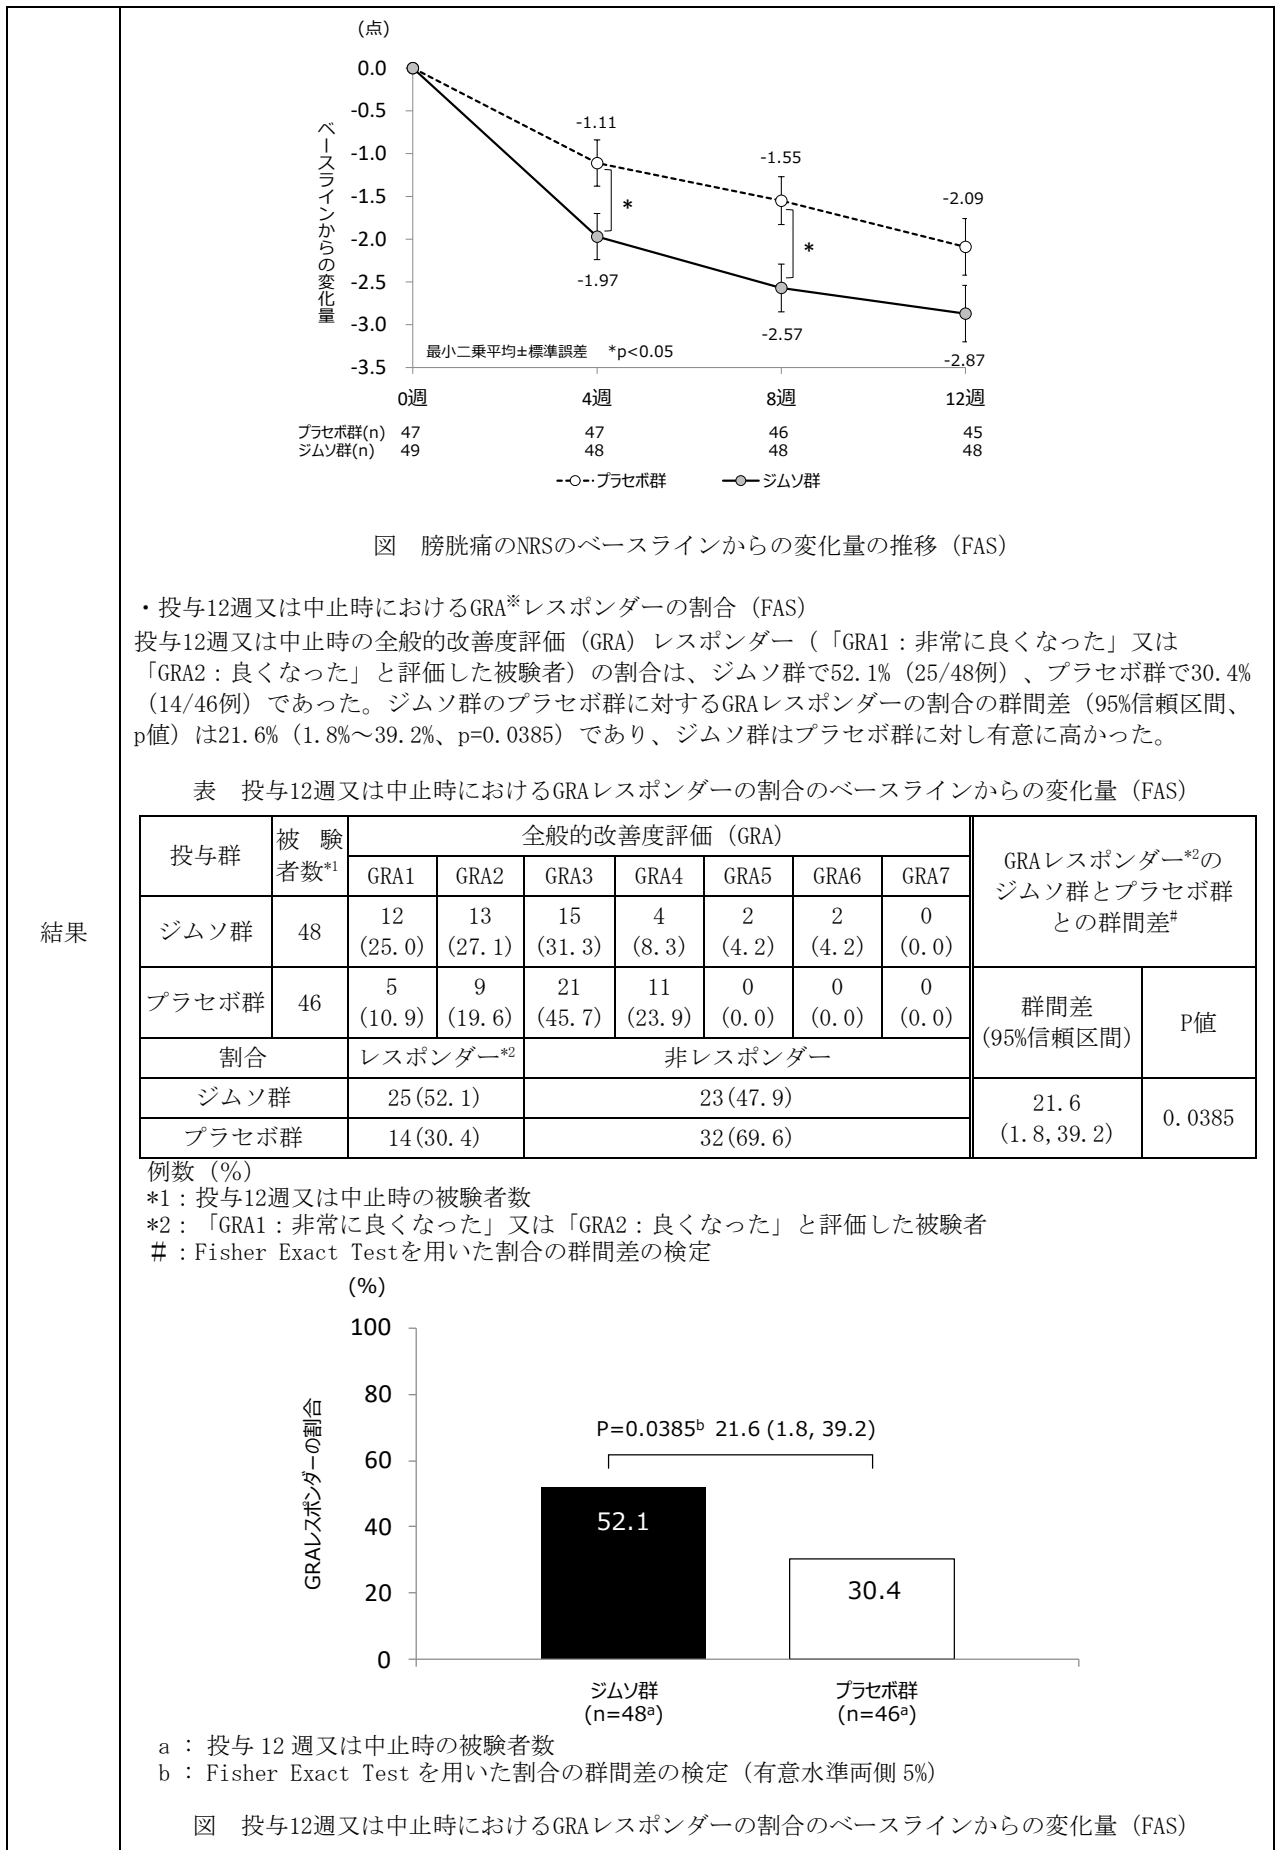 結果
(点)
0.0
-0.5
-1.0
-1.5
-2.0
-2.5
-3.0
-3.5
ベースラインからの変化量
-1.11
-1.55
-2.09
*
*
-1.97
-2.57
-2.87
最小二乗平均±標準誤差 *p<0.05
0週 4週 8週 12週
プラセボ群(n) 47 47 46 45
ジムソ群(n) 49 48 48 48
プラセボ群 ジムソ群
図 膀胱痛のNRSのベースラインからの変化量の推移（FAS）
・投与12週又は中止時におけるGRA※レスポンダーの割合（FAS）
投与12週又は中止時の全般的改善度評価（GRA）レスポンダー（「GRA1：非常に良くなった」又は
「GRA2：良くなった」と評価した被験者）の割合は、ジムソ群で52.1%（25/48例）、プラセボ群で30.4%
（14/46例）であった。ジムソ群のプラセボ群に対するGRAレスポンダーの割合の群間差（95%信頼区間、
p値）は21.6%（1.8%～39.2%、p=0.0385）であり、ジムソ群はプラセボ群に対し有意に高かった。
表 投与12週又は中止時におけるGRAレスポンダーの割合のベースラインからの変化量（FAS）
投与群
被 験
者数*1
全般的改善度評価（GRA）
GRA1 GRA2 GRA3 GRA4 GRA5 GRA6 GRA7
GRAレスポンダー*2の
ジムソ群とプラセボ群
との群間差#
ジムソ群 48
12 13 15 4 2 2 0
(25.0) (27.1) (31.3) (8.3) (4.2) (4.2) (0.0)
プラセボ群 46
5 9 21 11 0 0 0
(10.9) (19.6) (45.7) (23.9) (0.0) (0.0) (0.0)
群間差
(95%信頼区間)
P値
割合 レスポンダー*2 非レスポンダー
ジムソ群 25(52.1) 23(47.9)
プラセボ群 14(30.4) 32(69.6)
21.6
(1.8,39.2)
0.0385
例数（%）
*1：投与12週又は中止時の被験者数
*2：「GRA1：非常に良くなった」又は「GRA2：良くなった」と評価した被験者
＃：Fisher Exact Testを用いた割合の群間差の検定
(%)
100
80
60
40
20
0
GRAレスポンダーの割合
P=0.0385b 21.6 (1.8, 39.2)
52.1
30.4
ジムソ群 プラセボ群
(n=48a) (n=46a)
a ： 投与 12 週又は中止時の被験者数
b ： Fisher Exact Test を用いた割合の群間差の検定（有意水準両側 5%）
図 投与12週又は中止時におけるGRAレスポンダーの割合のベースラインからの変化量（FAS）